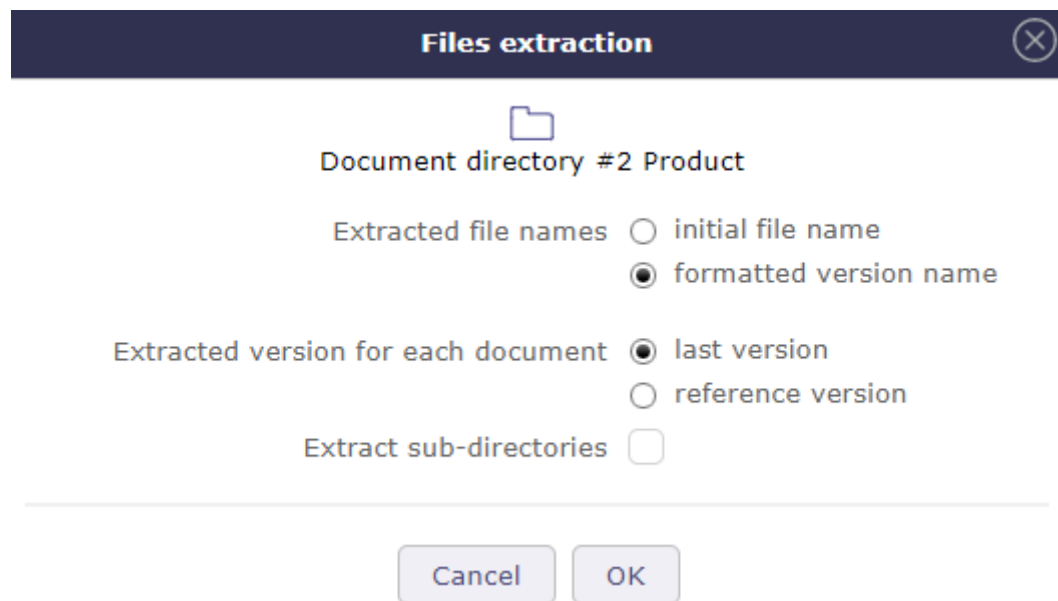 Files extraction
Document directory #2 Product
Extracted file names initial file name
formatted version name
Extracted version for each document last version
reference version
Extract sub-directories
Cancel OK